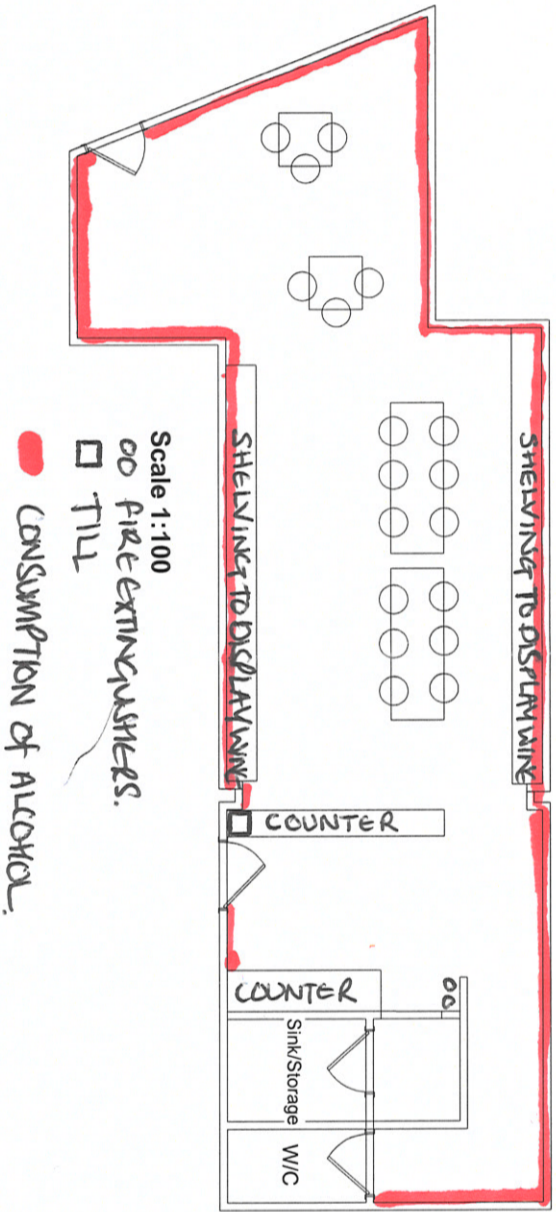 SHELVING TO DISPLAY WINE
SHELVING TO DISPLAY WINE
COUNTER
COUNTER
Sink/Storage
W/C
Scale 1:100
OO FIRE EXTINGUISHERS.
TILL
CONSUMPTION OF ALCOHOL.